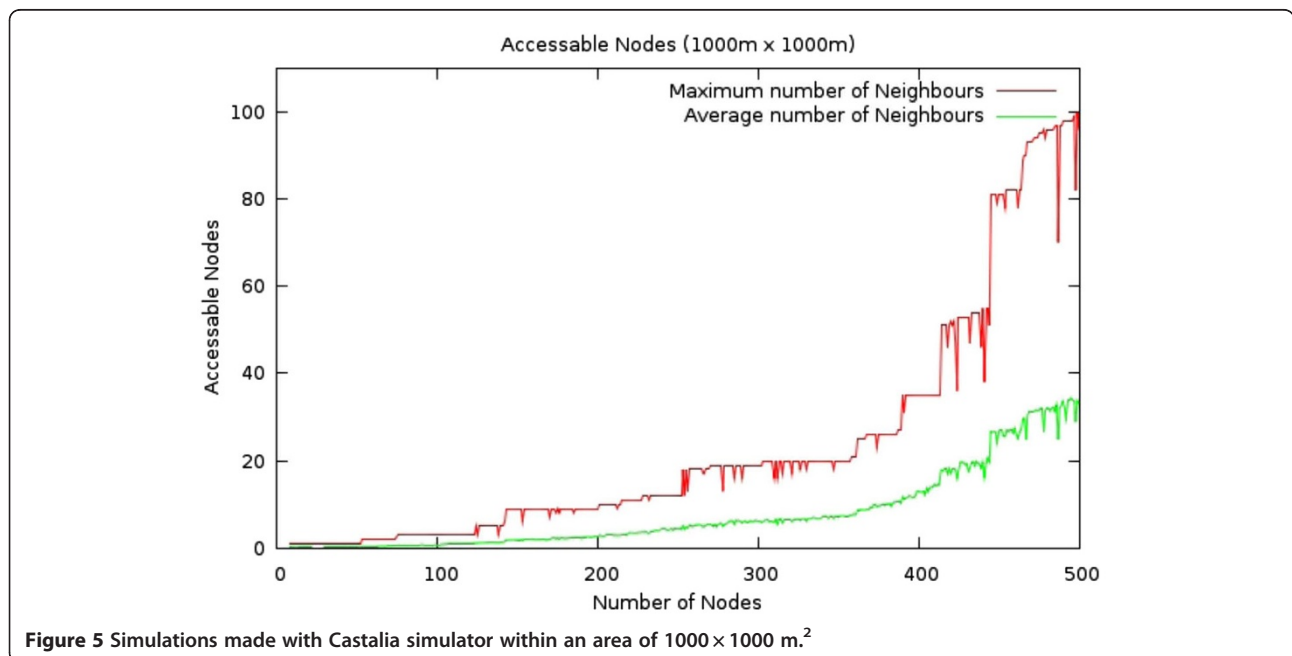 Accessable Nodes (1000m x 1000m)
Maximum number of Neighbours
Average number of Neighbours
Accessable Nodes
100
80
60
40
20
0
0 100 200 300 400 500
Number of Nodes
Figure 5 Simulations made with Castalia simulator within an area of 1000 × 1000 m.²